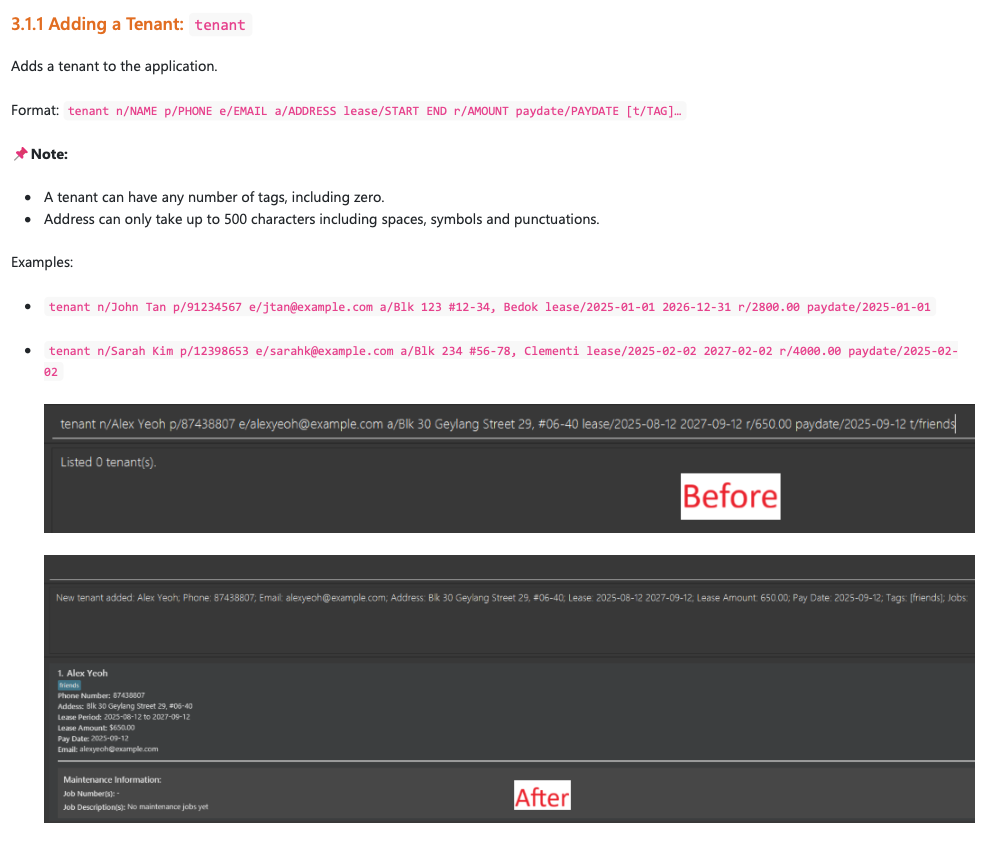 3.1.1 Adding a Tenant: tenant
Adds a tenant to the application.
Format: tenant n/NAME p/PHONE e/EMAIL a/ADDRESS lease/START END r/AMOUNT paydate/PAYDATE [t/TAG]…
📌 Note:
• A tenant can have any number of tags, including zero.
• Address can only take up to 500 characters including spaces, symbols and punctuations.
Examples:
• tenant n/John Tan p/91234567 e/jtan@example.com a/Blk 123 #12-34, Bedok lease/2025-01-01 2026-12-31 r/2800.00 paydate/2025-01-01
• tenant n/Sarah Kim p/12398653 e/sarahk@example.com a/Blk 234 #56-78, Clementi lease/2025-02-02 2027-02-02 r/4000.00 paydate/2025-02-
02
tenant n/Alex Yeoh p/87438807 e/alexyeoh@example.com a/Blk 30 Geylang Street 29, #06-40 lease/2025-08-12 2027-09-12 r/650.00 paydate/2025-09-12 t/friends
Listed 0 tenant(s).
Before
New tenant added: Alex Yeoh; Phone: 87438807; Email: alexyeoh@example.com; Address: Blk 30 Geylang Street 29, #06-40; Lease: 2025-08-12 2027-09-12, Lease Amount: 650.00; Pay Date: 2025-09-12; Tags: [friends]; Jobs:
1. Alex Yeoh
friends
Phone Number: 87438807
Addess: Blk 30 Geylang Street 29, #06-40
Lease Period: 2025-08-12 to 2027-09-12
Lease Amount: $650.00
Pay Date: 2025-09-12
Email: alexyeoh@example.com
Maintenance Information:
Job Number(s): -
Job Description(s): No maintenance jobs yet
After